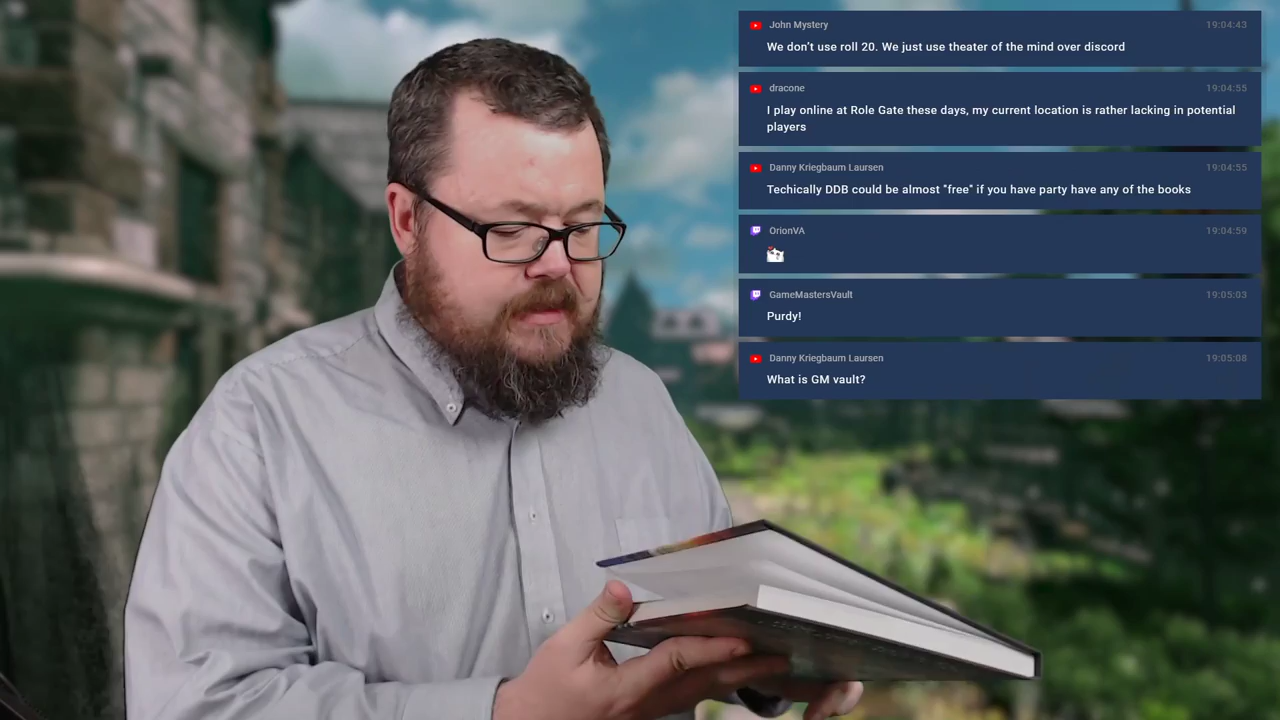 John Mystery 19:04:43
We don't use roll 20. We just use theater of the mind over discord
dracone 19:04:55
I play online at Role Gate these days, my current location is rather lacking in potential
players
Danny Kriegbaum Laursen 19:04:55
Techically DDB could be almost "free" if you have party have any of the books
OrionVA 19:04:59
GameMastersVault 19:05:03
Purdy!
Danny Kriegbaum Laursen 19:05:08
What is GM vault?